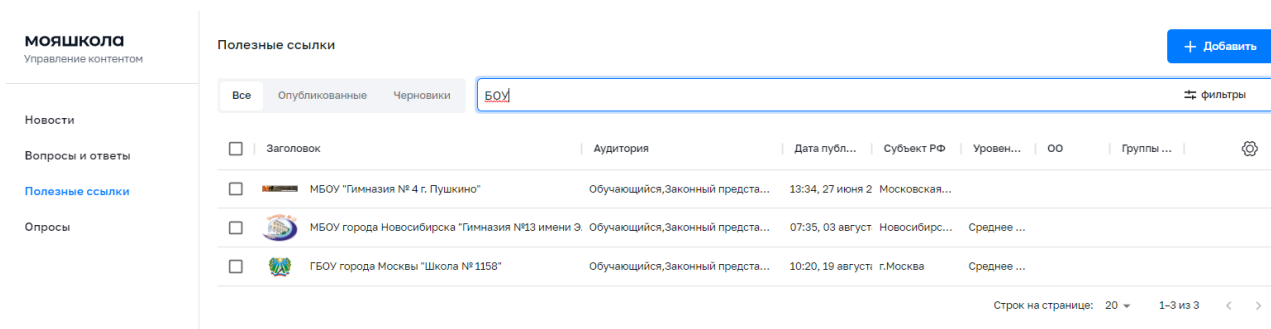 мояшкола
Управление контентом
Новости
Вопросы и ответы
Полезные ссылки
Опросы
Полезные ссылки
+ Добавить
Все Опубликованные Черновики БОУ фильтры
Заголовок Аудитория Дата публ... Субъект РФ Уровен... ОО Группы ...
МБОУ "Гимназия № 4 г. Пушкино" Обучающийся,Законный предста... 13:34, 27 июня 2 Московская...
МБОУ города Новосибирска "Гимназия №13 имени Э. Обучающийся,Законный предста... 07:35, 03 август Новосибирс... Среднее ...
ГБОУ города Москвы "Школа № 1158" Обучающийся,Законный предста... 10:20, 19 август г.Москва Среднее ...
Строк на странице: 20 1–3 из 3